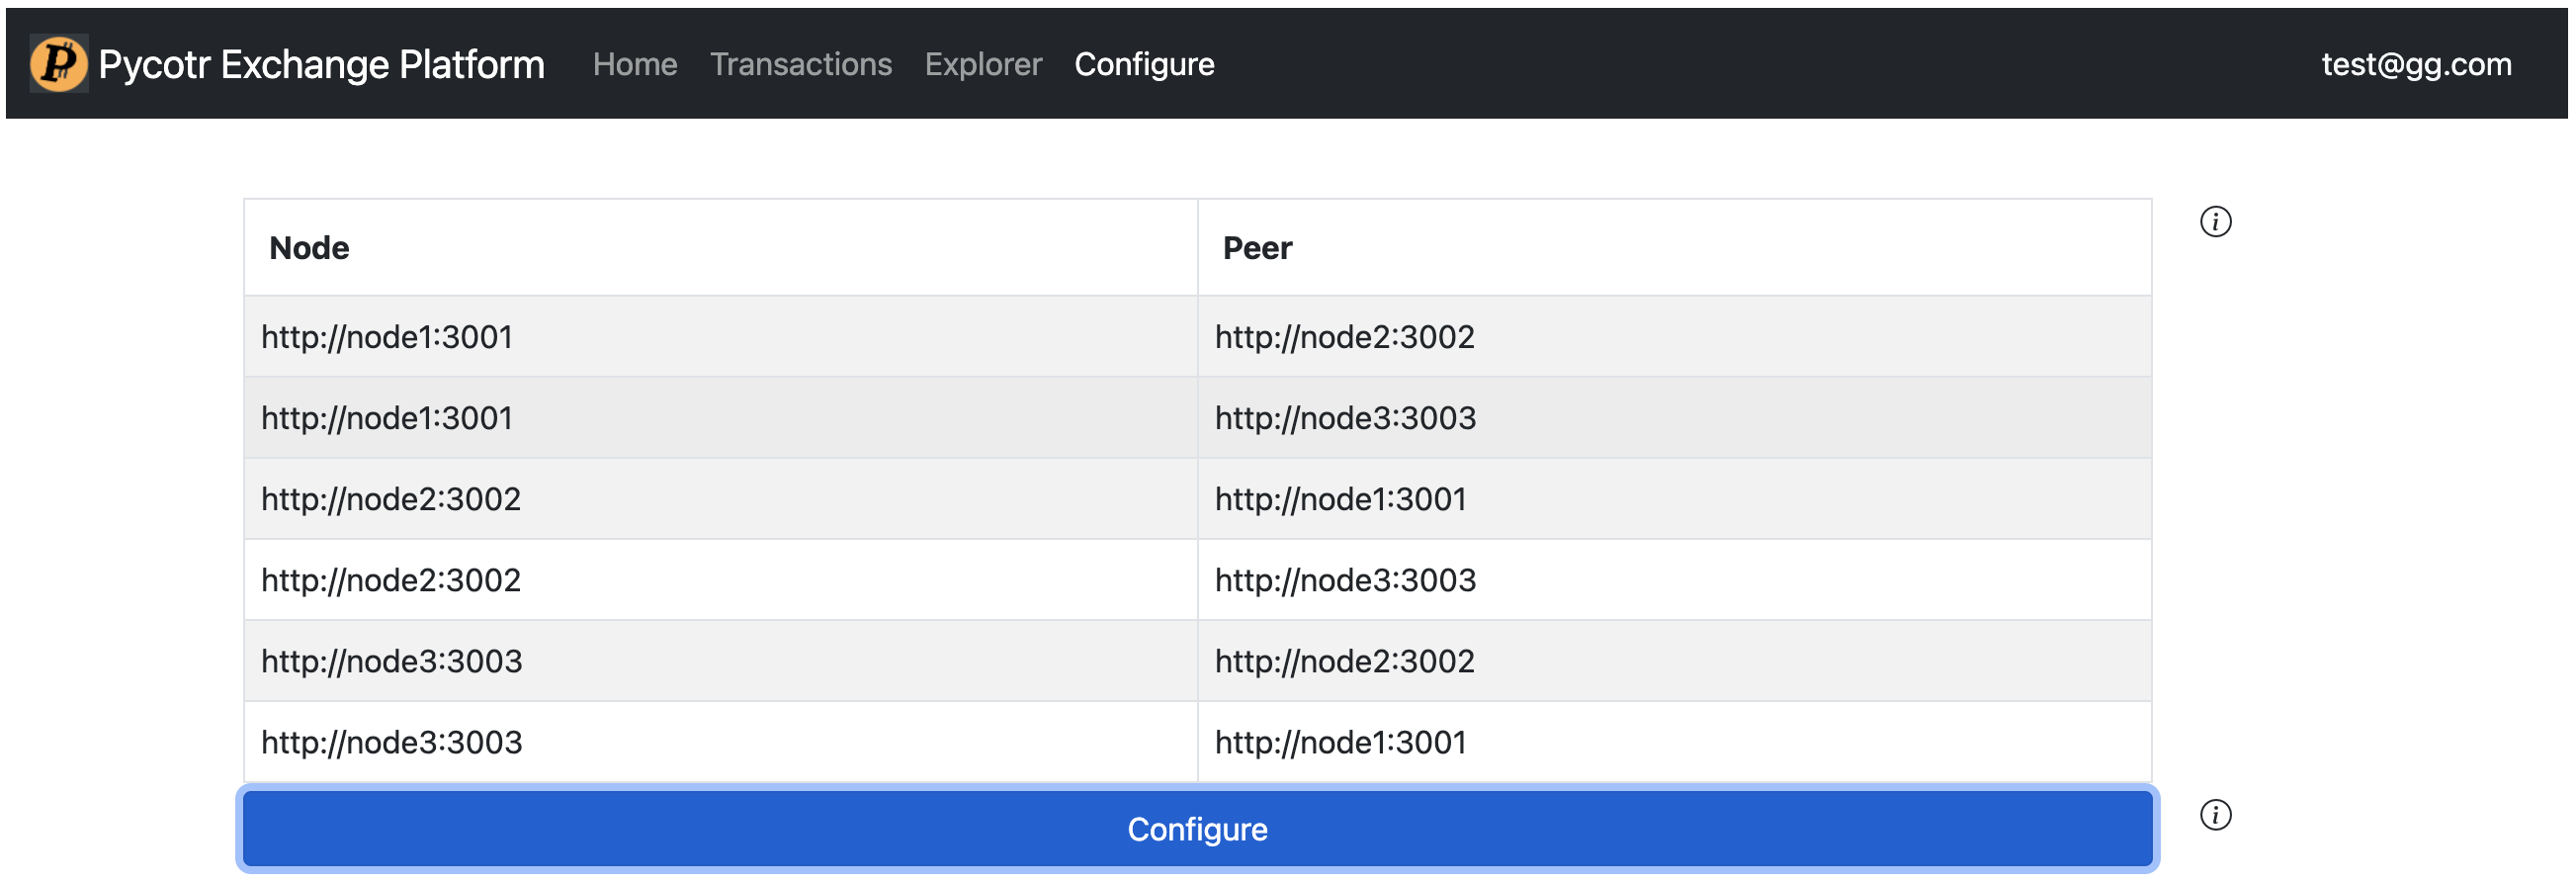 Pycotr Exchange Platform Home Transactions Explorer Configure test@gg.com
Node Peer
http://node1:3001 http://node2:3002
http://node1:3001 http://node3:3003
http://node2:3002 http://node1:3001
http://node2:3002 http://node3:3003
http://node3:3003 http://node2:3002
http://node3:3003 http://node1:3001
Configure